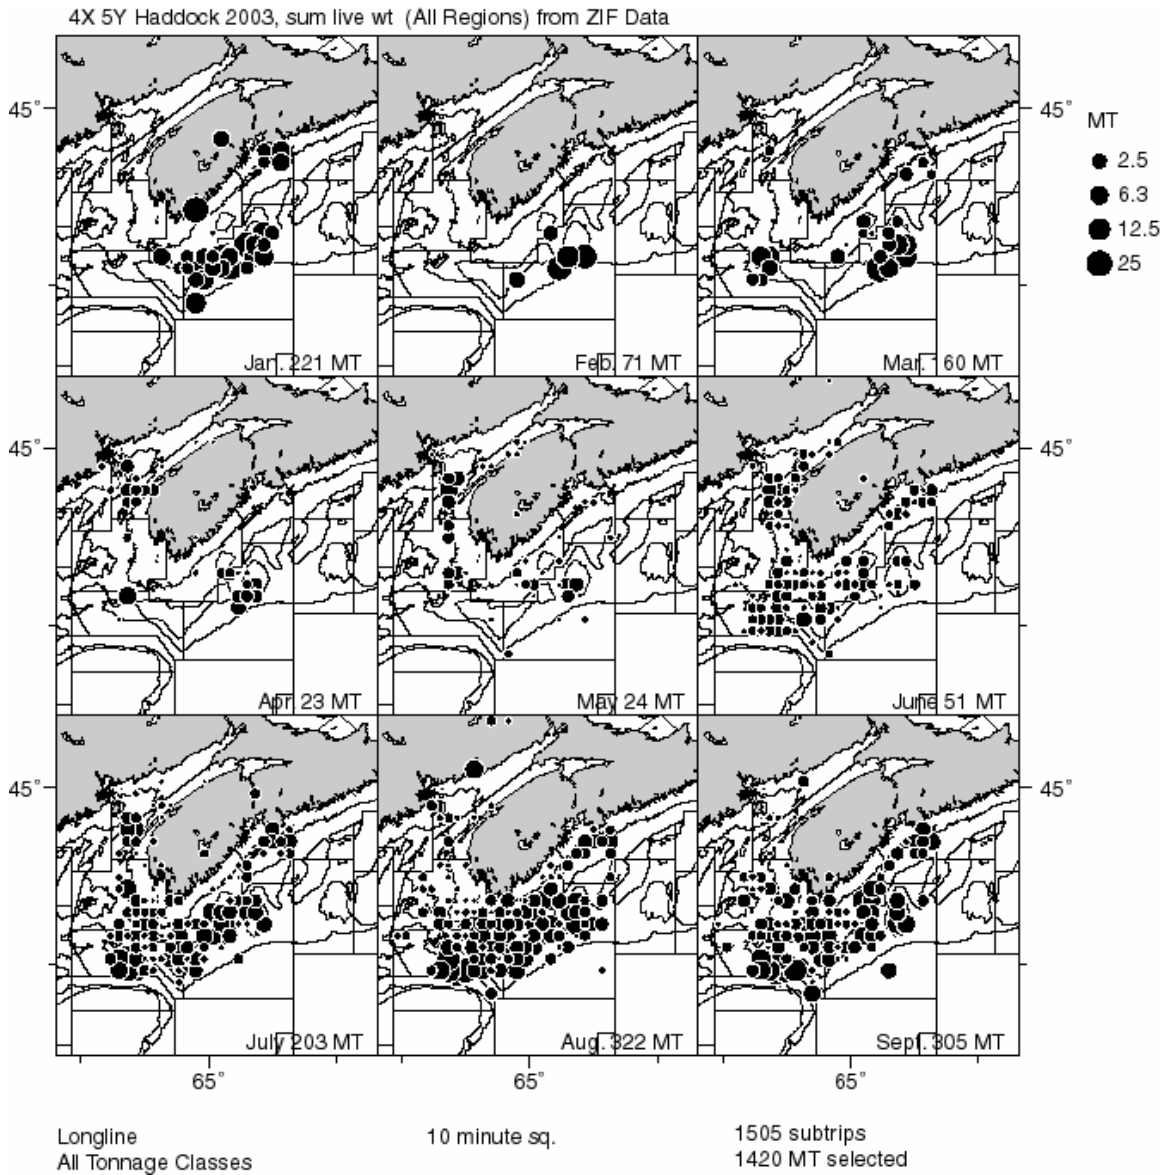 4X 5Y Haddock 2003, sum live wt (All Regions) from ZIF Data
45° 45°
MT
2.5
6.3
12.5
25
Jan. 221 MT Feb. 71 MT Mar. 160 MT
45° 45°
Apr. 23 MT May 24 MT June 51 MT
45° 45°
July 203 MT Aug. 322 MT Sept. 305 MT
65° 65° 65°
Longline 10 minute sq. 1505 subtrips
All Tonnage Classes 1420 MT selected